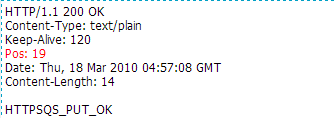 HTTP/1.1 200 OK
Content-Type: text/plain
Keep-Alive: 120
Pos: 19
Date: Thu, 18 Mar 2010 04:57:08 GMT
Content-Length: 14

HTTPSQS_PUT_OK